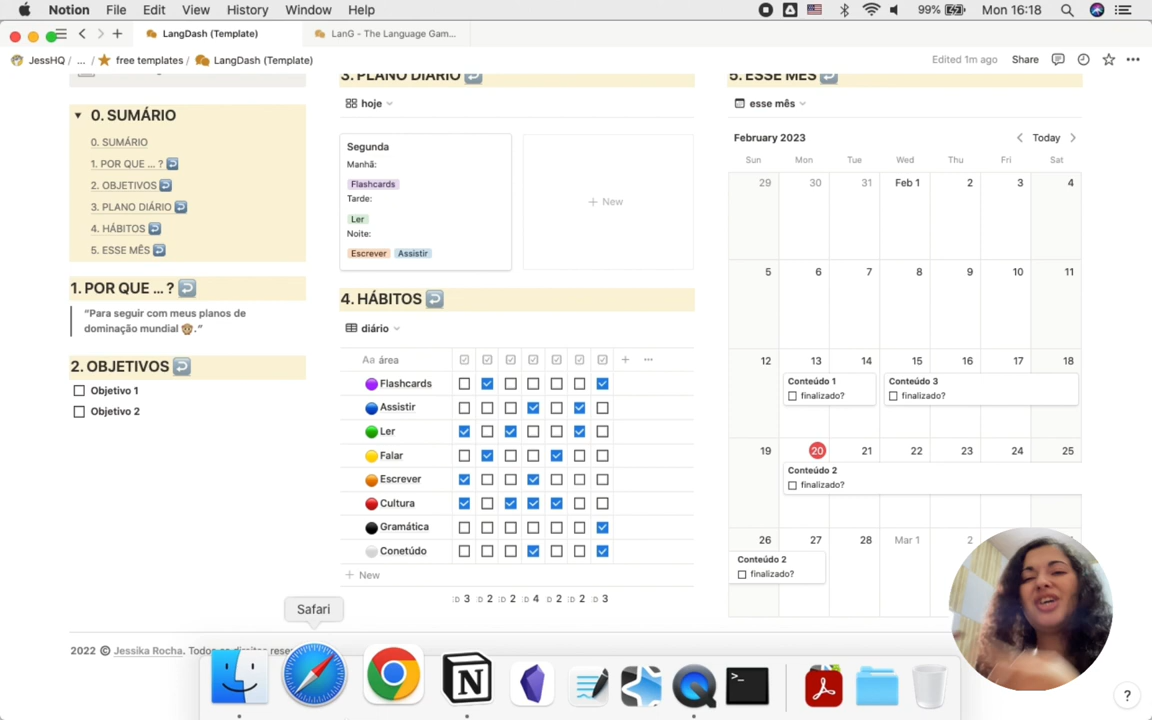 Notion File Edit View History Window Help
99% Mon 16:18
LangDash (Template)
LanG - The Language Gam...
JessHQ / ... / free templates / LangDash (Template)
Edited 1m ago Share
0. SUMÁRIO
0. SUMÁRIO
1. POR QUE ... ?
2. OBJETIVOS
3. PLANO DIÁRIO
4. HÁBITOS
5. ESSE MÊS
1. POR QUE ... ?
"Para seguir com meus planos de
dominação mundial 🐵."
2. OBJETIVOS
Objetivo 1
Objetivo 2
3. PLANO DIÁRIO
hoje
Segunda
Manhã:
Flashcards
Tarde:
Ler
Noite:
Escrever Assistir
+ New
4. HÁBITOS
diário
Aa área
Flashcards
Assistir
Ler
Falar
Escrever
Cultura
Gramática
Conetúdo
+ New
D 3 D 2 D 2 D 4 D 2 D 2 D 3
5. ESSE MÊS
esse mês
February 2023 Today
Sun Mon Tue Wed Thu Fri Sat
29 30 31 Feb 1 2 3 4
5 6 7 8 9 10 11
12 13 14 15 16 17 18
Conteúdo 1 Conteúdo 3
finalizado? finalizado?
19 20 21 22 23 24 25
Conteúdo 2
finalizado?
26 27 28 Mar 1 2
Conteúdo 2
finalizado?
Safari
2022 © Jessika Rocha. Todos os direitos
?